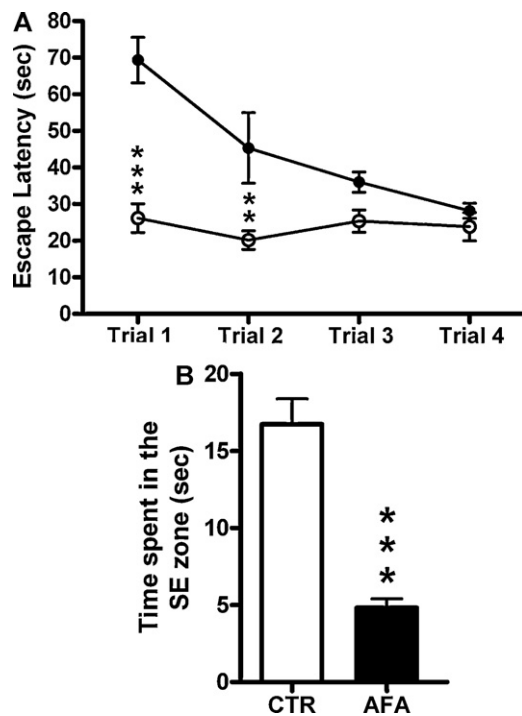 A
Escape Latency (sec)
80
70
60
50
40
30
20
10
0
***
**
Trial 1 Trial 2 Trial 3 Trial 4
B
Time spent in the
SE zone (sec)
20
15
10
5
0
***
CTR AFA